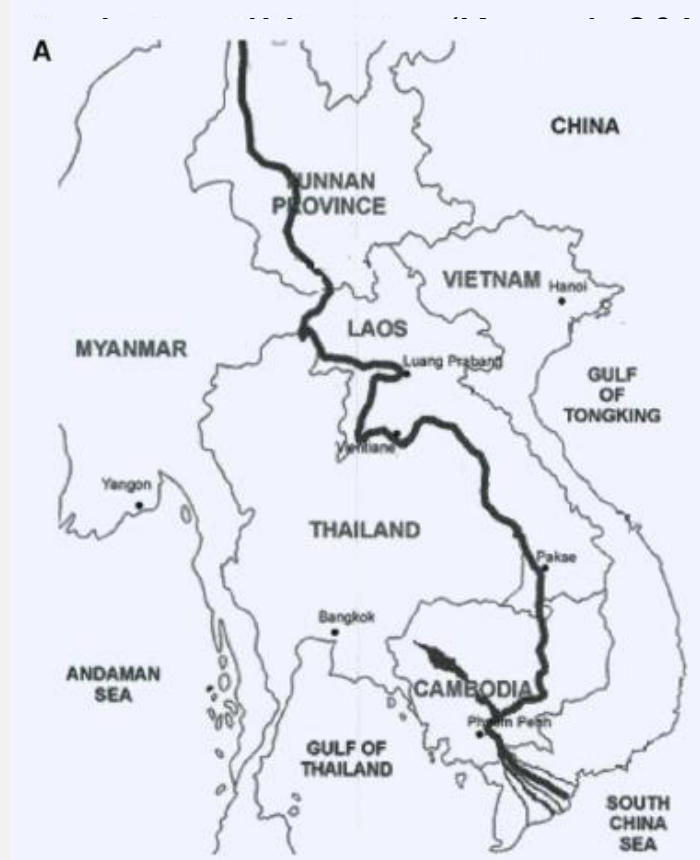 A
CHINA
YUNNAN
PROVINCE
VIETNAM
Hanoi
LAOS
MYANMAR
Luang Prabang
GULF
OF
TONGKING
Vientiane
Yangon
THAILAND
Pakse
Bangkok
ANDAMAN
SEA
CAMBODIA
Phnom Penh
GULF OF
THAILAND
SOUTH
CHINA
SEA